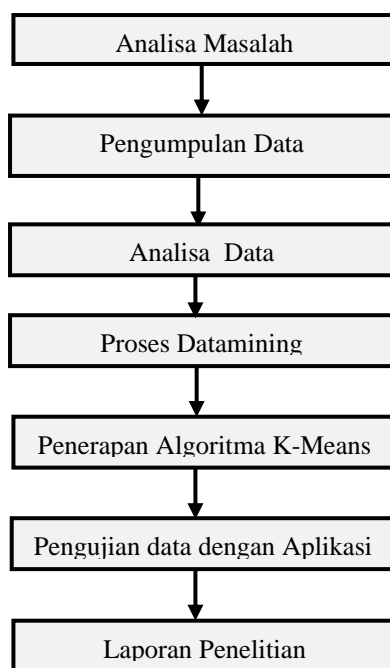 Analisa Masalah
Pengumpulan Data
Analisa Data
Proses Datamining
Penerapan Algoritma K-Means
Pengujian data dengan Aplikasi
Laporan Penelitian